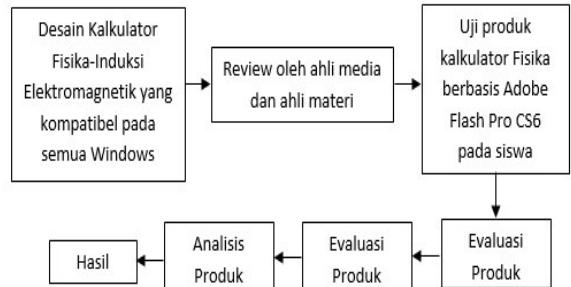 Desain Kalkulator
Fisika-Induksi
Elektromagnetik yang
kompatibel pada
semua Windows
Review oleh ahli media
dan ahli materi
Uji produk
kalkulator Fisika
berbasis Adobe
Flash Pro CS6
pada siswa
Evaluasi
Produk
Evaluasi
Produk
Analisis
Produk
Hasil